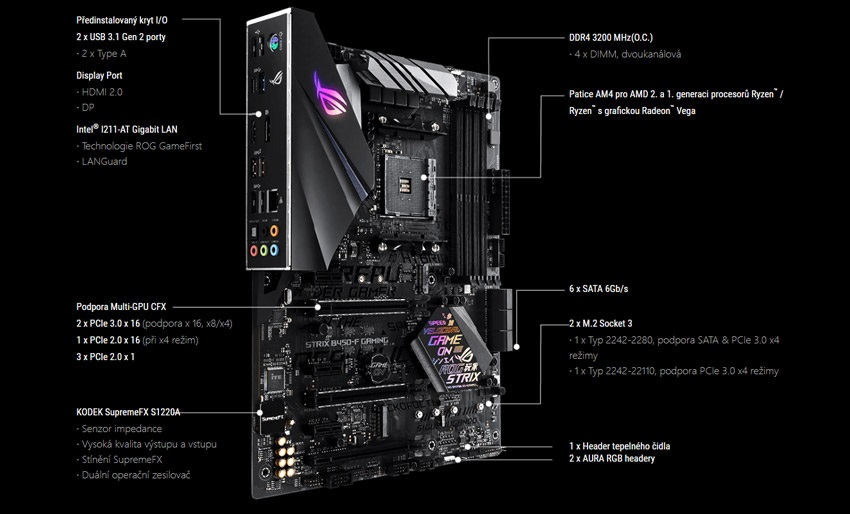 Předinstalovaný kryt I/O
2 x USB 3.1 Gen 2 porty
· 2 x Type A
Display Port
· HDMI 2.0
· DP
Intel® I211-AT Gigabit LAN
· Technologie ROG GameFirst
· LANGuard
Podpora Multi-GPU CFX
2 x PCIe 3.0 x 16 (podpora x 16, x8/x4)
1 x PCIe 2.0 x 16 (při x4 režim)
3 x PCIe 2.0 x 1
KODEK SupremeFX S1220A
· Senzor impedance
· Vysoká kvalita výstupu a vstupu
· Stínění SupremeFX
· Duální operační zesilovač
STRIX B450-F GAMING
GAME
SUPREMEFX
SPEED
GAME
ON
シェイ
STRIX
DDR4 3200 MHz(O.C.)
· 4 x DIMM, dvoukanálová
Patice AM4 pro AMD 2. a 1. generaci procesorů Ryzen™ /
Ryzen™ s grafickou Radeon™ Vega
6 x SATA 6Gb/s
2 x M.2 Socket 3
· 1 x Typ 2242-2280, podpora SATA & PCIe 3.0 x4
režimy
· 1 x Typ 2242-22110, podpora PCIe 3.0 x4 režimy
1 x Header tepelného čidla
2 x AURA RGB headery